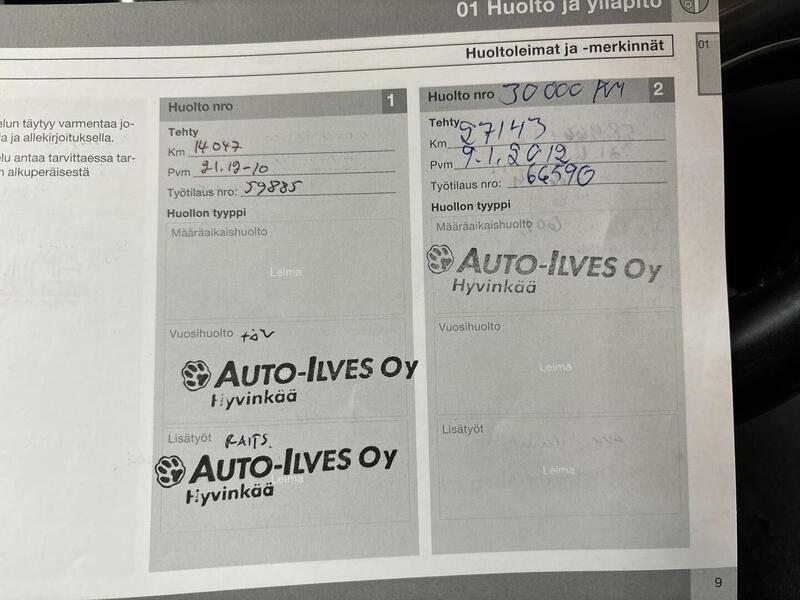 01 Huolto ja ylläpito
Huoltoleimat ja -merkinnät
01
elun täytyy varmentaa jo-
a ja allekirjoituksella.
elu antaa tarvittaessa tar-
n alkuperäisestä
Huolto nro 1
Tehty
Km 14047
Pvm 21.12-10
Työtilaus nro: 59885
Huollon tyyppi
Määräaikaishuolto
Leima
Vuosihuolto
AUTO-ILVES Oy
Hyvinkää
Lisätyöt RAITS.
AUTO-ILVES Oy
Leima
Hyvinkää
Huolto nro 30 000 2
Tehty
Km 27143
Pvm 9.1.2012
Työtilaus nro: 66590
Huollon tyyppi
Määräaikaishuolto
AUTO-ILVES Oy
Hyvinkää
Vuosihuolto
Leima
Lisätyöt
Leima
9